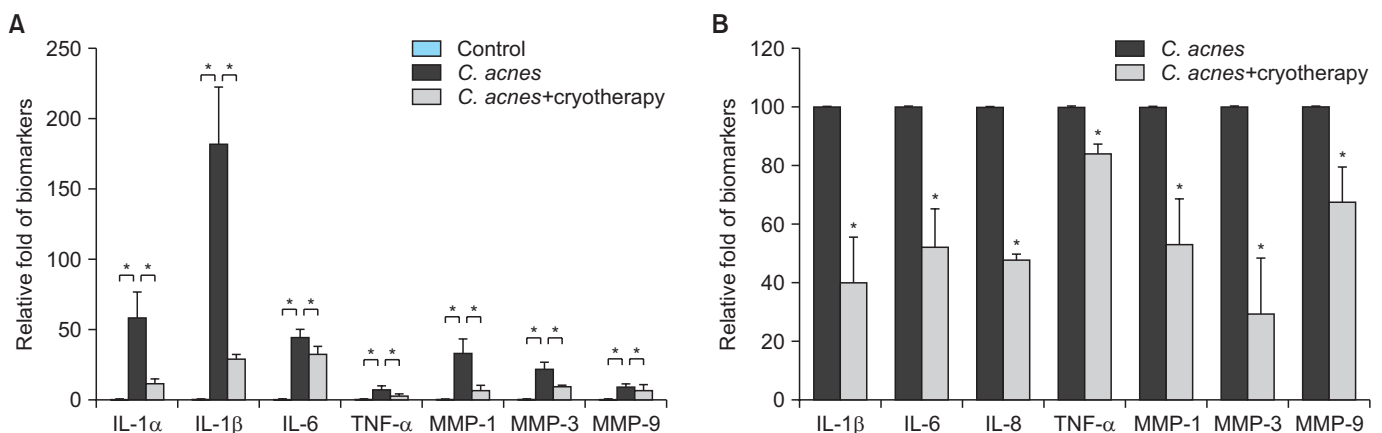 A
Relative fold of biomarkers
250
200
150
100
50
0
Control
C. acnes
C. acnes+cryotherapy
* *
* *
* *
* *
* *
* *
* *
IL-1α IL-1β IL-6 TNF-α MMP-1 MMP-3 MMP-9
B
Relative fold of biomarkers
120
100
80
60
40
20
0
C. acnes
C. acnes+cryotherapy
*
*
*
*
*
*
*
IL-1β IL-6 IL-8 TNF-α MMP-1 MMP-3 MMP-9